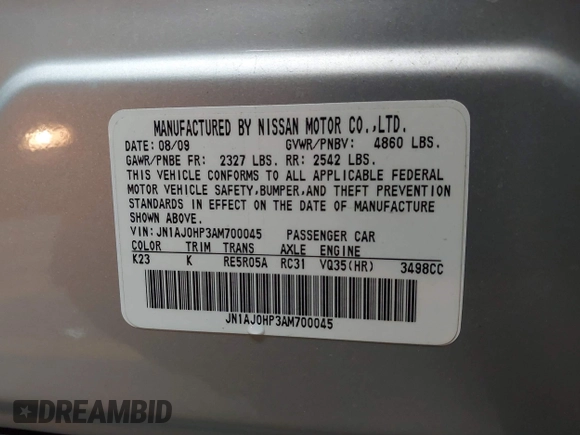 MANUFACTURED BY NISSAN MOTOR CO.,LTD.
DATE: 08/09 GVWR/PNBV: 4860 LBS.
GAWR/PNBE FR: 2327 LBS. RR: 2542 LBS.
THIS VEHICLE CONFORMS TO ALL APPLICABLE FEDERAL
MOTOR VEHICLE SAFETY,BUMPER,AND THEFT PREVENTION
STANDARDS IN EFFECT ON THE DATE OF MANUFACTURE
SHOWN ABOVE.
VIN: JN1AJ0HP3AM700045 PASSENGER CAR
COLOR TRIM TRANS AXLE ENGINE
K23 K RE5R05A RC31 VQ35(HR) 3498CC
JN1AJ0HP3AM700045
DREAMBID